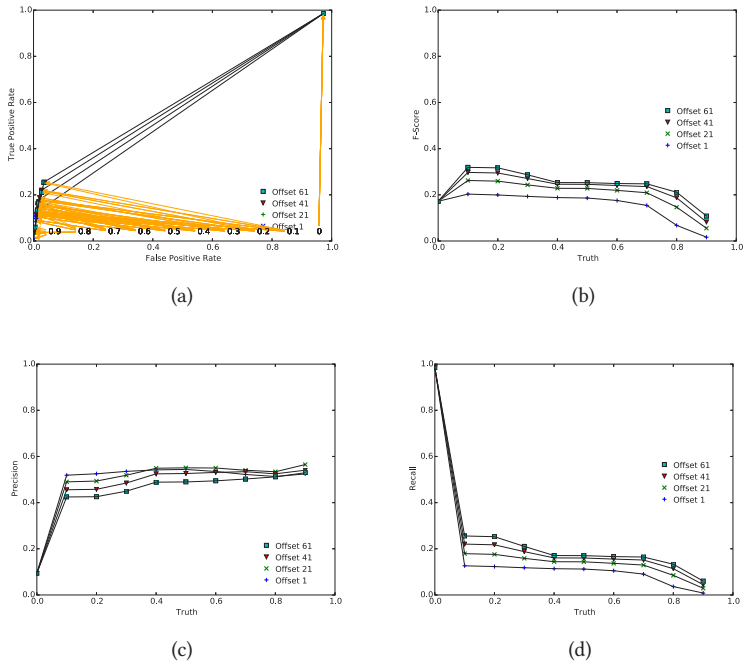 1.0
0.8
0.6
0.4
0.2
0.0
True Positive Rate
Offset 61
Offset 41
Offset 21
Offset 1
0.9 0.8 0.7 0.6 0.5 0.4 0.3 0.2 0.1 0
0.0 0.2 0.4 0.6 0.8 1.0
False Positive Rate
(a)
1.0
0.8
0.6
0.4
0.2
0.0
F-Score
Offset 61
Offset 41
Offset 21
Offset 1
0.0 0.2 0.4 0.6 0.8 1.0
Truth
(b)
1.0
0.8
0.6
0.4
0.2
0.0
Precision
Offset 61
Offset 41
Offset 21
Offset 1
0.0 0.2 0.4 0.6 0.8 1.0
Truth
(c)
1.0
0.8
0.6
0.4
0.2
0.0
Recall
Offset 61
Offset 41
Offset 21
Offset 1
0.0 0.2 0.4 0.6 0.8 1.0
Truth
(d)